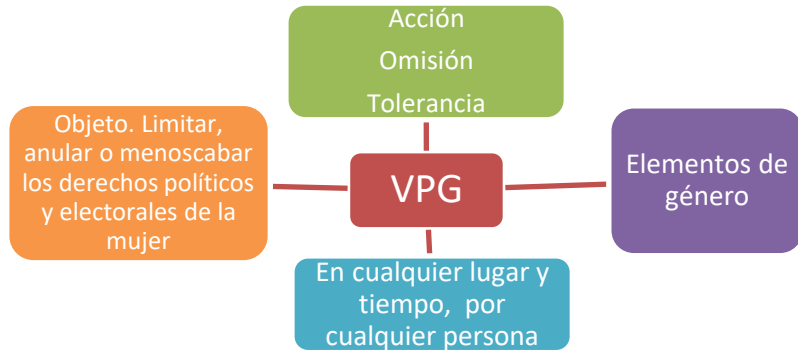 Acción
Omisión
Tolerancia
Objeto. Limitar,
anular o menoscabar
los derechos políticos
y electorales de la
mujer
VPG
Elementos de
género
En cualquier lugar y
tiempo, por
cualquier persona